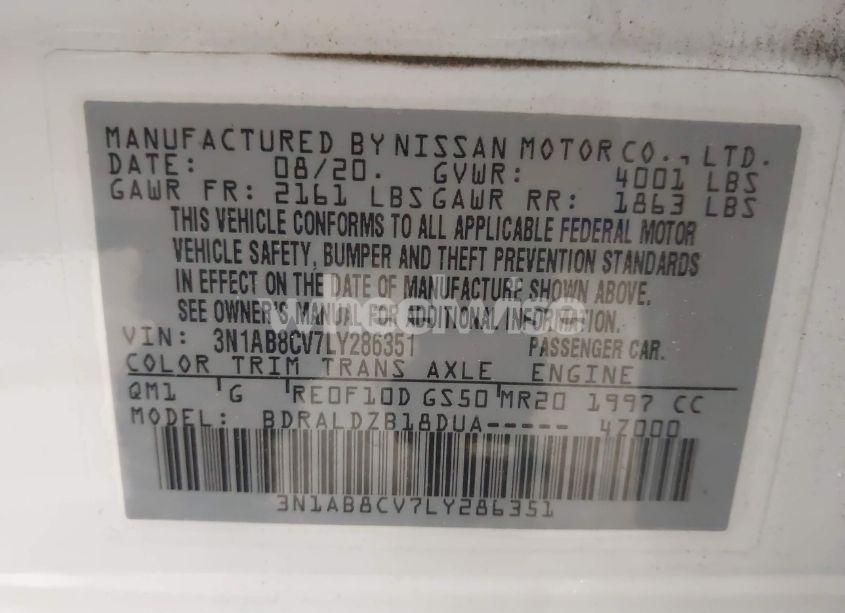 MANUFACTURED BY NISSAN MOTOR CO., LTD.
DATE: 08/20. GVWR: 4001 LBS
GAWR FR: 2161 LBS GAWR RR: 1863 LBS
THIS VEHICLE CONFORMS TO ALL APPLICABLE FEDERAL MOTOR
VEHICLE SAFETY, BUMPER AND THEFT PREVENTION STANDARDS
IN EFFECT ON THE DATE OF MANUFACTURE SHOWN ABOVE.
SEE OWNER'S MANUAL FOR ADDITIONAL INFORMATION.
wheelwise
VIN: 3N1AB8CV7LY286351 PASSENGER CAR.
COLOR TRIM TRANS AXLE ENGINE
QM1 G RE0F10D GS50 MR20 1997 CC
MODEL: BDRALDZB18DUA----- 4Z000
3N1AB8CV7LY286351